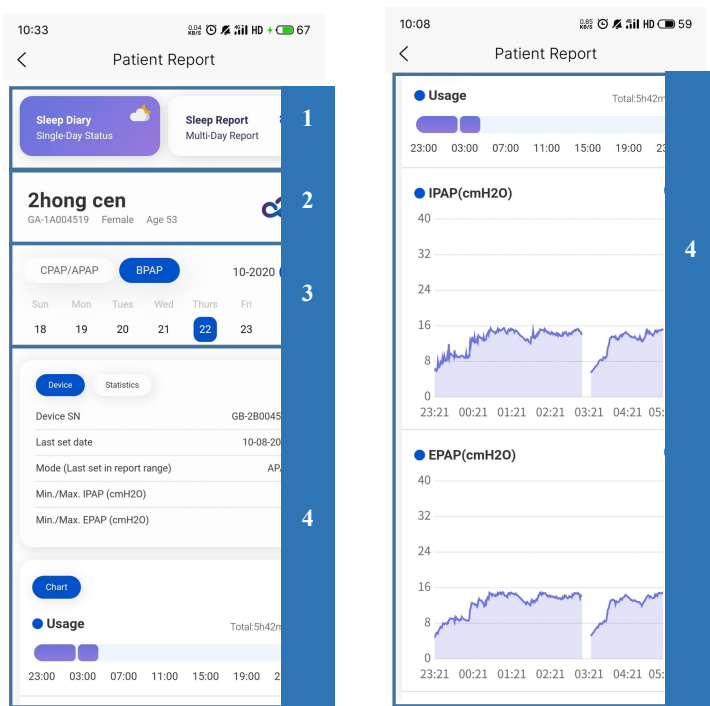 10:33
0.04 KB/S HD 67
Patient Report
Sleep Diary
Single-Day Status
Sleep Report
Multi-Day Report
1
2hong cen
GA-1A004519 Female Age 53
2
CPAP/APAP BPAP 10-2020
Sun Mon Tues Wed Thurs Fri
18 19 20 21 22 23
3
Device Statistics
Device SN GB-2B0045
Last set date 10-08-20
Mode (Last set in report range) AP
Min./Max. IPAP (cmH2O)
Min./Max. EPAP (cmH2O)
4
Chart
Usage Total:5h42m
23:00 03:00 07:00 11:00 15:00 19:00 2
10:08
0.85 KB/S HD 59
Patient Report
Usage Total:5h42m
23:00 03:00 07:00 11:00 15:00 19:00 23
IPAP(cmH2O)
40
32
24
16
8
0
23:21 00:21 01:21 02:21 03:21 04:21 05:
4
EPAP(cmH2O)
40
32
24
16
8
0
23:21 00:21 01:21 02:21 03:21 04:21 05: